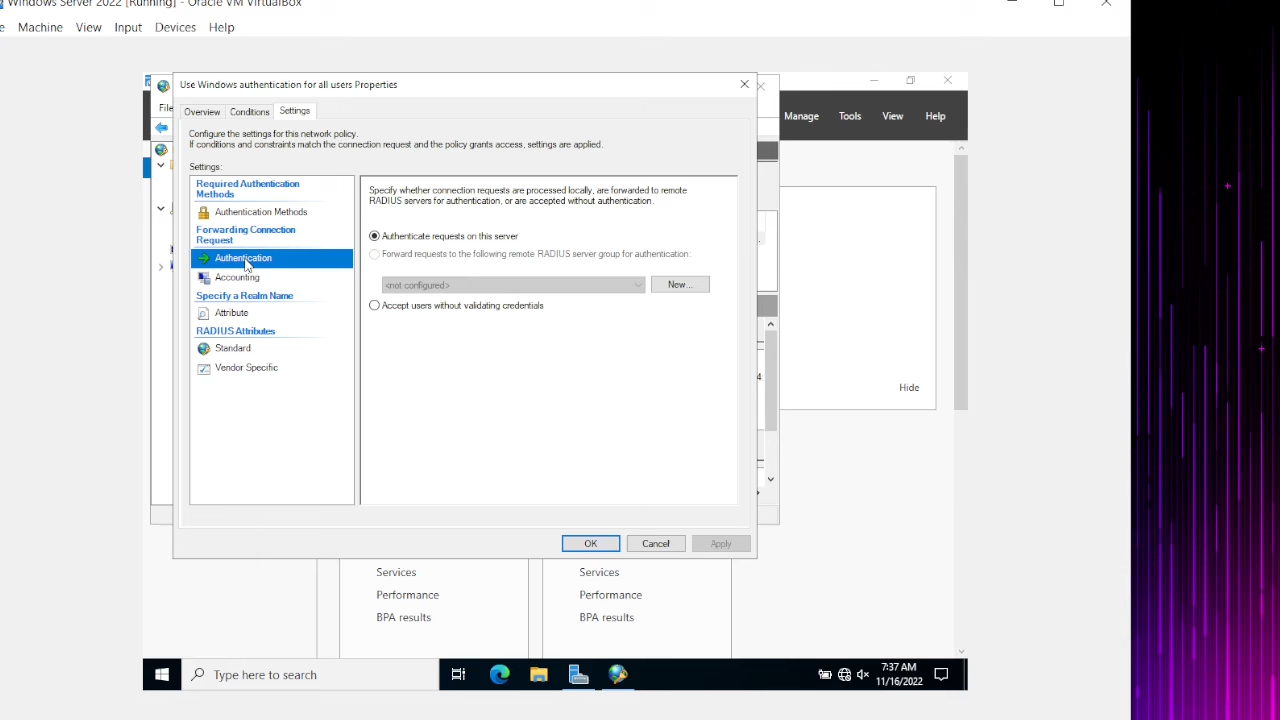 Windows Server 2022 [Running] - Oracle VM VirtualBox
e Machine View Input Devices Help
Use Windows authentication for all users Properties
File
Overview Conditions Settings
Manage Tools View Help
Configure the settings for this network policy.
If conditions and constraints match the connection request and the policy grants access, settings are applied.
Settings:
Required Authentication
Methods
Authentication Methods
Forwarding Connection
Request
Authentication
Accounting
Specify a Realm Name
Attribute
RADIUS Attributes
Standard
Vendor Specific
Specify whether connection requests are processed locally, are forwarded to remote
RADIUS servers for authentication, or are accepted without authentication.
Authenticate requests on this server
Forward requests to the following remote RADIUS server group for authentication:
<not configured> New...
Accept users without validating credentials
4:
Hide
OK Cancel Apply
Services Services
Performance Performance
BPA results BPA results
Type here to search
7:37 AM
11/16/2022